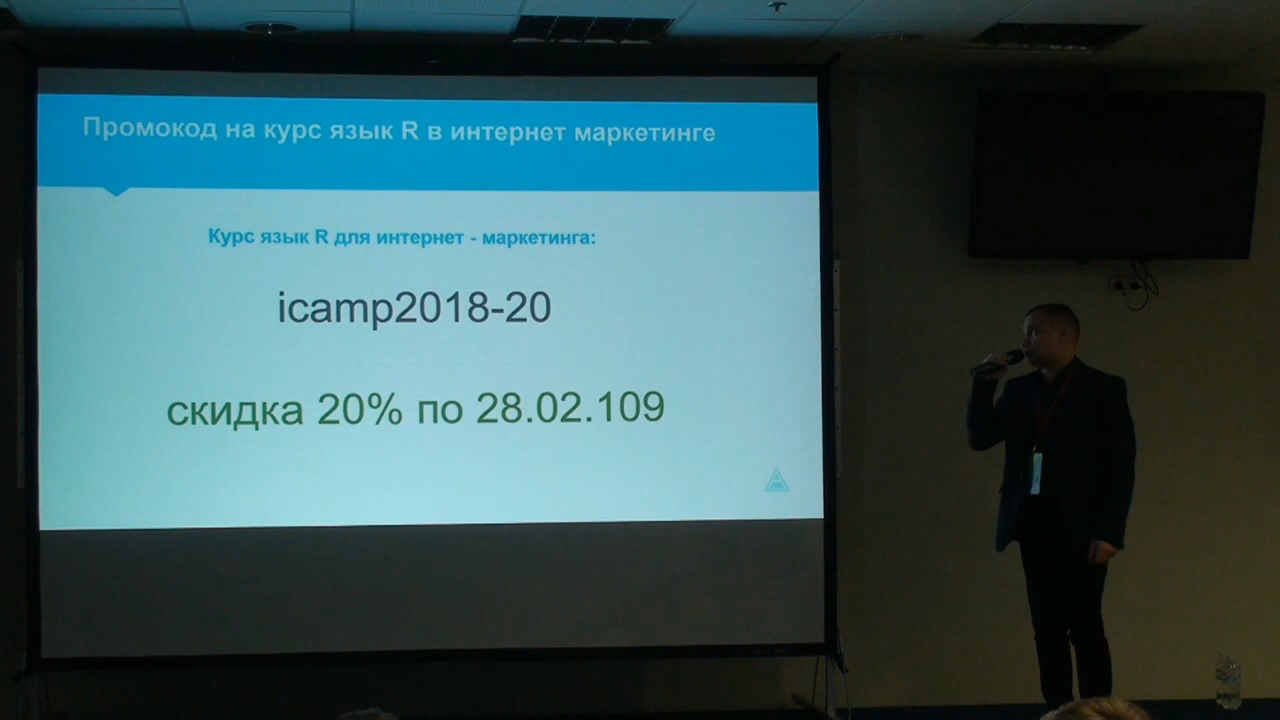 Промокод на курс язык R в интернет маркетинге
Курс язык R для интернет - маркетинга:
icamp2018-20
скидка 20% по 28.02.109